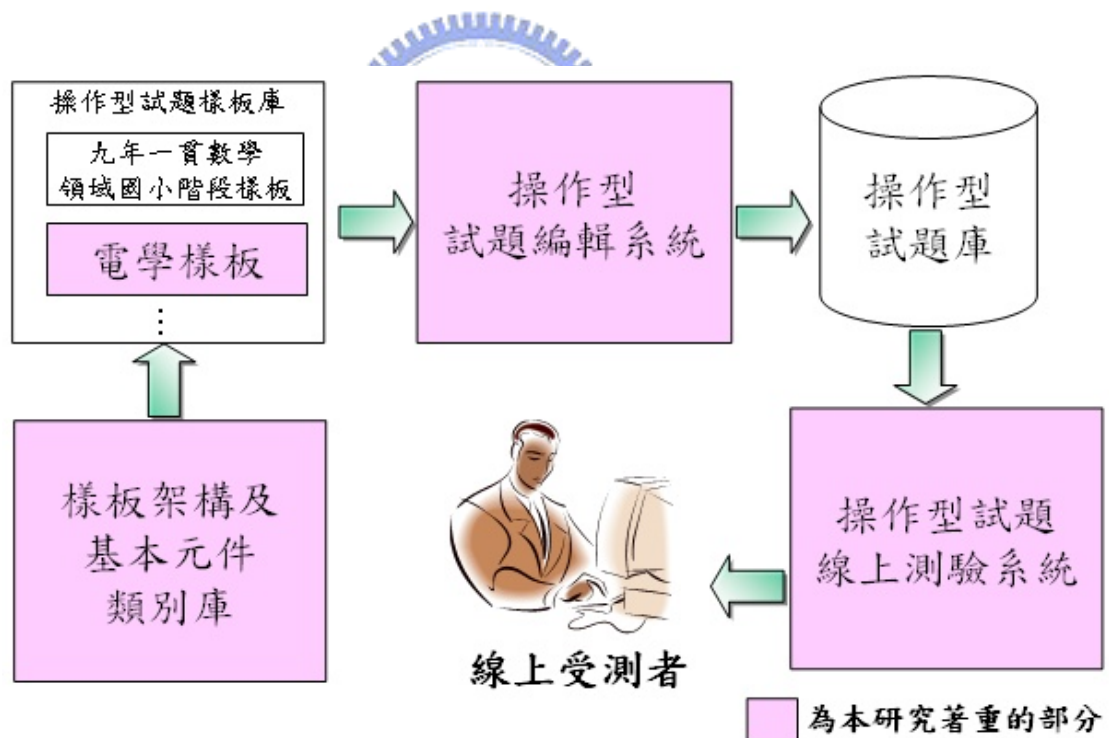 操作型試題樣板庫
九年一貫數學
領域國小階段樣板
電學樣板
⋮
操作型
試題編輯系統
操作型
試題庫
樣板架構及
基本元件
類別庫
操作型試題
線上測驗系統
線上受測者
為本研究著重的部分